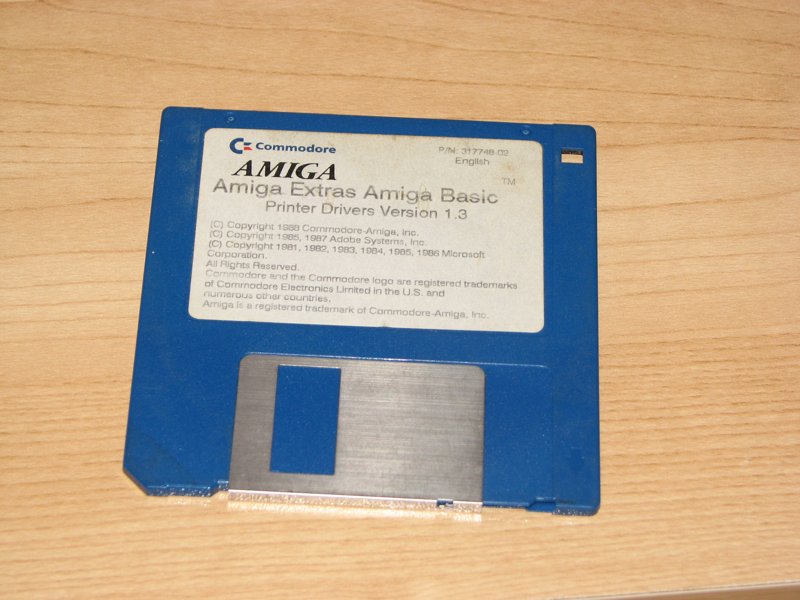 Commodore
P/N: 317748-02
English
AMIGA
TM
Amiga Extras Amiga Basic
Printer Drivers Version 1.3
(C) Copyright 1988 Commodore-Amiga, Inc.
(C) Copyright 1985, 1987 Adobe Systems, Inc.
(C) Copyright 1981, 1982, 1983, 1984, 1985, 1986 Microsoft
Corporation.
All Rights Reserved.
Commodore and the Commodore logo are registered trademarks
of Commodore Electronics Limited in the U.S. and
numerous other countries.
Amiga is a registered trademark of Commodore-Amiga, Inc.